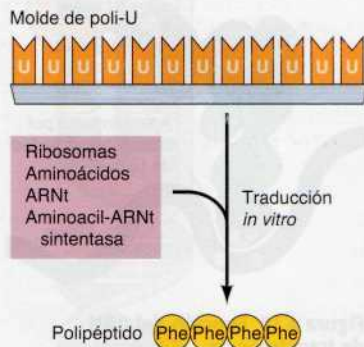 Molde de poli-U
U U U U U U U U U U U U
Ribosomas
Aminoácidos
ARNt
Aminoacil-ARNt
sintentasa
Traducción
in vitro
Polipéptido Phe Phe Phe Phe